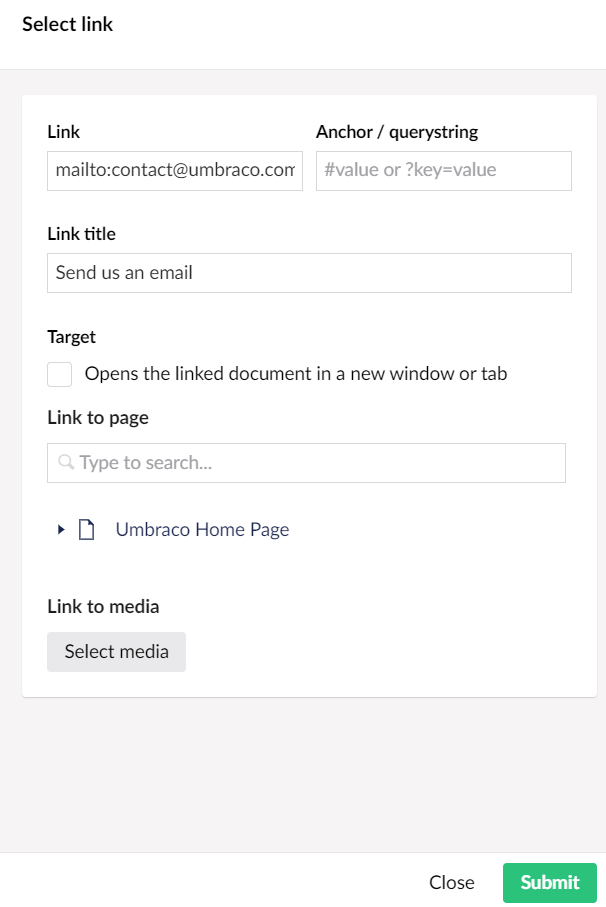 Select link
Link
Anchor / querystring
mailto:contact@umbraco.com
#value or ?key=value
Link title
Send us an email
Target
Opens the linked document in a new window or tab
Link to page
Type to search...
Umbraco Home Page
Link to media
Select media
Close
Submit